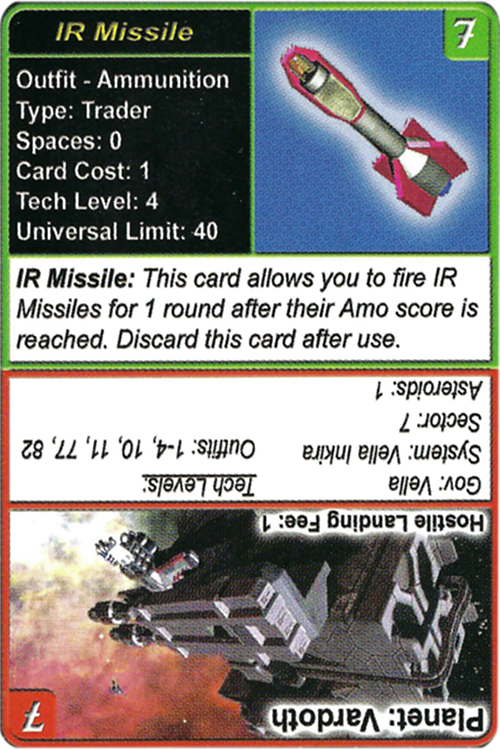 IR Missile
7
Outfit - Ammunition
Type: Trader
Spaces: 0
Card Cost: 1
Tech Level: 4
Universal Limit: 40
IR Missile: This card allows you to fire IR
Missiles for 1 round after their Amo score is
reached. Discard this card after use.
Planet: Vardoth
7
Hostile Landing Fee: 1
Gov: Vella
Tech Levels:
System: Vella Inkira
Outfits: 1-4, 10, 11, 77, 82
Sector: 7
Asteroids: 1